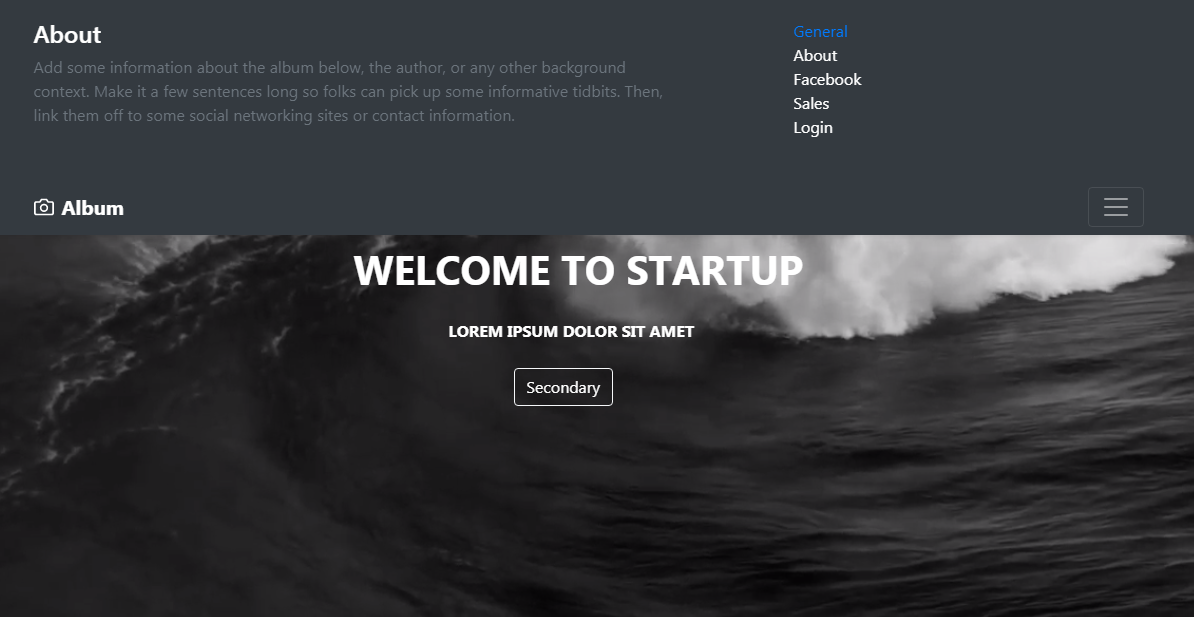 About
Add some information about the album below, the author, or any other background
context. Make it a few sentences long so folks can pick up some informative tidbits. Then,
link them off to some social networking sites or contact information.
General
About
Facebook
Sales
Login
Album
WELCOME TO STARTUP
LOREM IPSUM DOLOR SIT AMET
Secondary